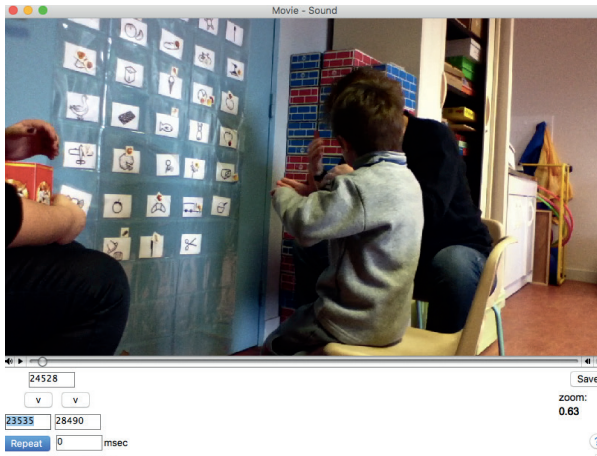 Movie - Sound
24528
Save
v v
zoom:
0.63
23535 28490
Repeat 0 msec
?